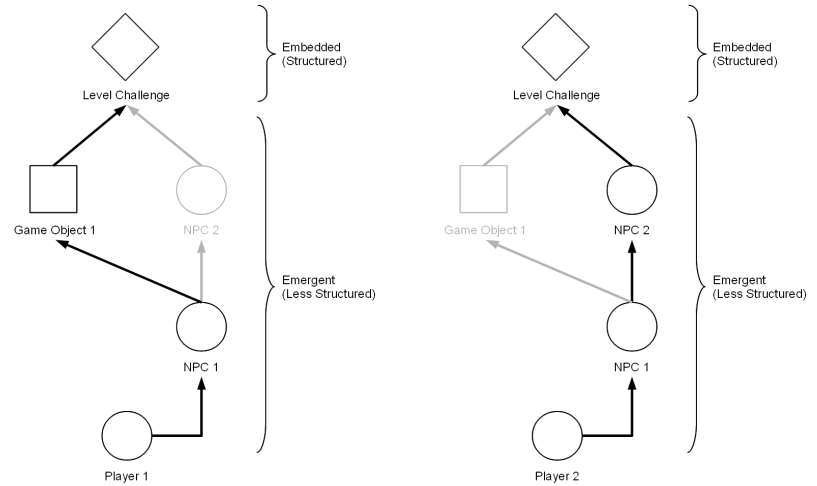 Embedded
(Structured)
Level Challenge
Game Object 1
NPC 2
Emergent
(Less Structured)
NPC 1
Player 1
Embedded
(Structured)
Level Challenge
Game Object 1
NPC 2
Emergent
(Less Structured)
NPC 1
Player 2